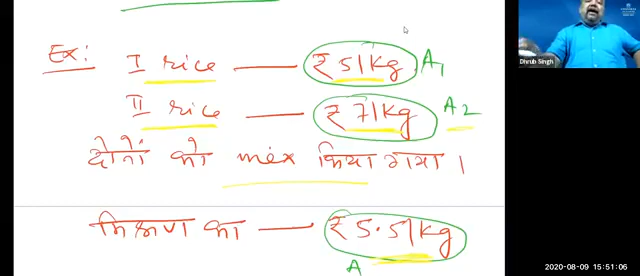 Ex: I rice — ₹ 5/kg A1
II rice — ₹ 7/kg A2
दोनों को mix किया गया।
मिश्रण का — ₹ 5.5/kg
A
Dhrub Singh
2020-08-09 15:51:06